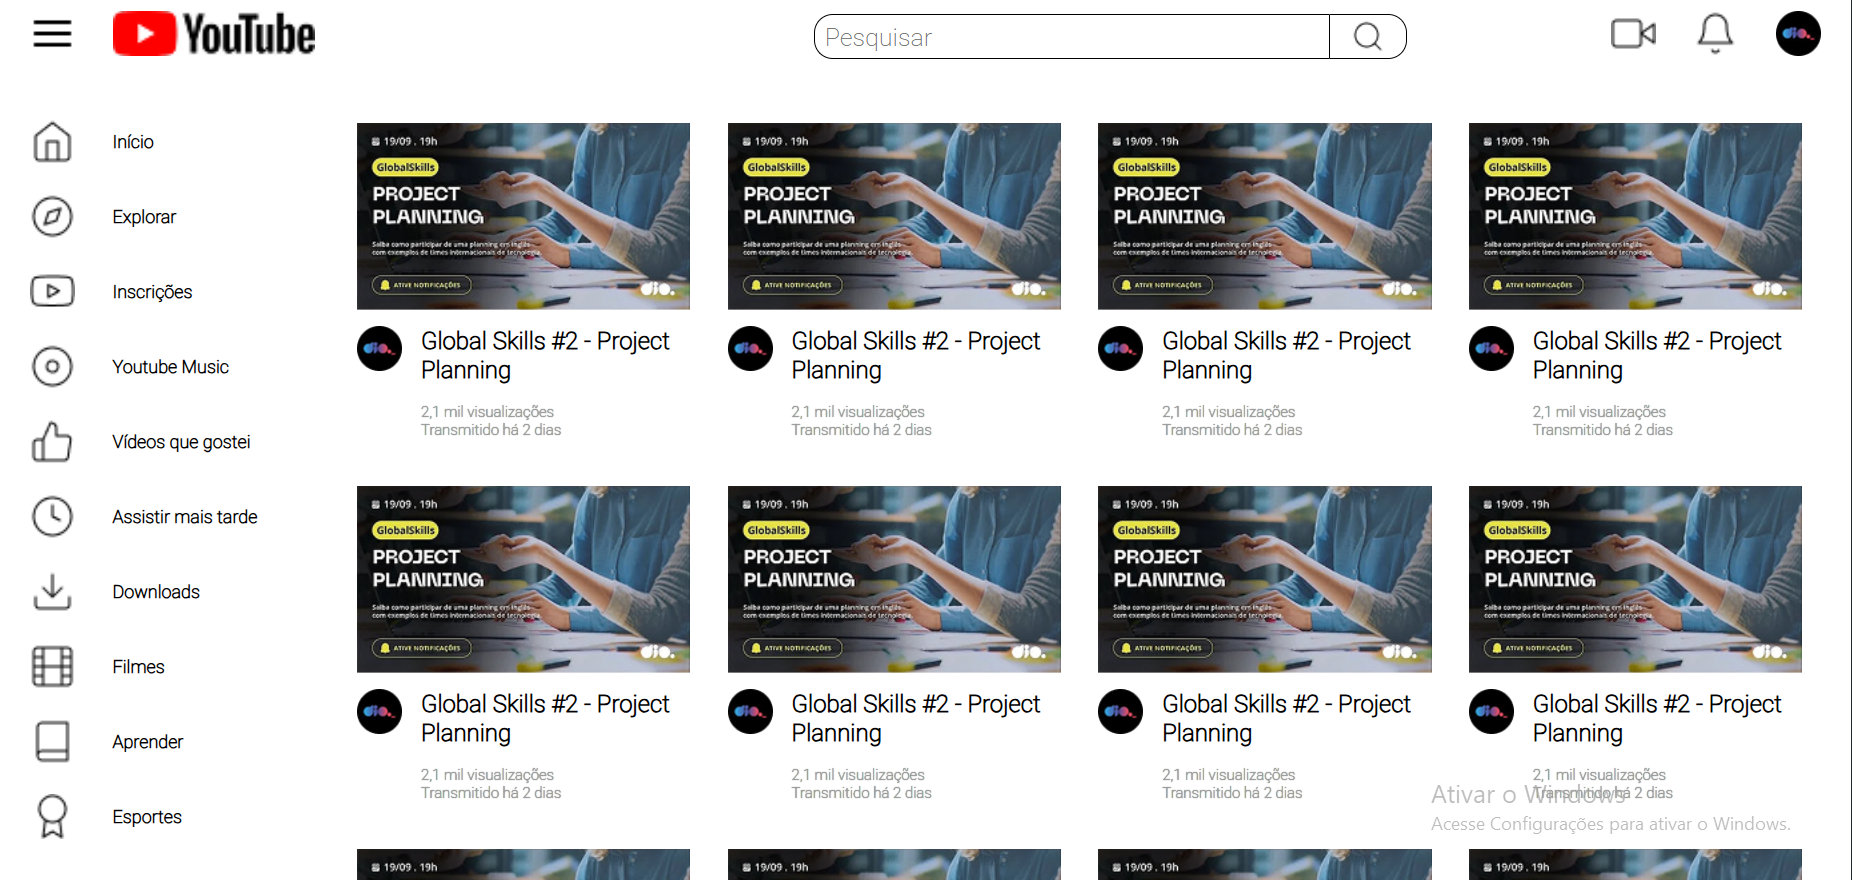 YouTube
Pesquisar
dio.
Início
Explorar
Inscrições
Youtube Music
Vídeos que gostei
Assistir mais tarde
Downloads
Filmes
Aprender
Esportes
19/09 . 19h
GlobalSkills
PROJECT
PLANNING
Saiba como participar de uma planning em inglês
com exemplos de times internacionais de tecnologia.
ATIVE NOTIFICAÇÕES
dio.
19/09 . 19h
GlobalSkills
PROJECT
PLANNING
Saiba como participar de uma planning em inglês
com exemplos de times internacionais de tecnologia.
ATIVE NOTIFICAÇÕES
dio.
19/09 . 19h
GlobalSkills
PROJECT
PLANNING
Saiba como participar de uma planning em inglês
com exemplos de times internacionais de tecnologia.
ATIVE NOTIFICAÇÕES
dio.
19/09 . 19h
GlobalSkills
PROJECT
PLANNING
Saiba como participar de uma planning em inglês
com exemplos de times internacionais de tecnologia.
ATIVE NOTIFICAÇÕES
dio.
dio.
Global Skills #2 - Project
Planning
2,1 mil visualizações
Transmitido há 2 dias
dio.
Global Skills #2 - Project
Planning
2,1 mil visualizações
Transmitido há 2 dias
dio.
Global Skills #2 - Project
Planning
2,1 mil visualizações
Transmitido há 2 dias
dio.
Global Skills #2 - Project
Planning
2,1 mil visualizações
Transmitido há 2 dias
19/09 . 19h
GlobalSkills
PROJECT
PLANNING
Saiba como participar de uma planning em inglês
com exemplos de times internacionais de tecnologia.
ATIVE NOTIFICAÇÕES
dio.
19/09 . 19h
GlobalSkills
PROJECT
PLANNING
Saiba como participar de uma planning em inglês
com exemplos de times internacionais de tecnologia.
ATIVE NOTIFICAÇÕES
dio.
19/09 . 19h
GlobalSkills
PROJECT
PLANNING
Saiba como participar de uma planning em inglês
com exemplos de times internacionais de tecnologia.
ATIVE NOTIFICAÇÕES
dio.
19/09 . 19h
GlobalSkills
PROJECT
PLANNING
Saiba como participar de uma planning em inglês
com exemplos de times internacionais de tecnologia.
ATIVE NOTIFICAÇÕES
dio.
dio.
Global Skills #2 - Project
Planning
2,1 mil visualizações
Transmitido há 2 dias
dio.
Global Skills #2 - Project
Planning
2,1 mil visualizações
Transmitido há 2 dias
dio.
Global Skills #2 - Project
Planning
2,1 mil visualizações
Transmitido há 2 dias
dio.
Global Skills #2 - Project
Planning
2,1 mil visualizações
Transmitido há 2 dias
Ativar o Windows
Acesse Configurações para ativar o Windows.
19/09 . 19h
19/09 . 19h
19/09 . 19h
19/09 . 19h